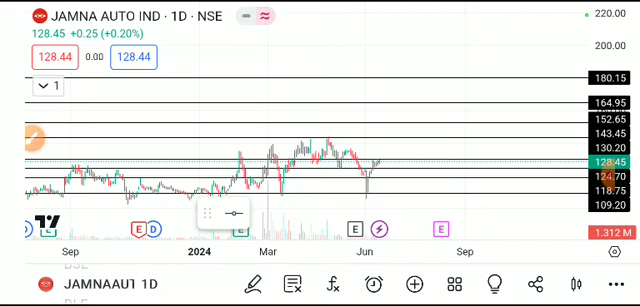 JAMNA AUTO IND · 1D · NSE
128.45 +0.25 (+0.20%)
128.44 0.00 128.44
1
220.00
200.00
180.15
164.95
152.65
143.45
130.20
128.45
124.70
118.75
109.20
1.312 M
D E E D E E E
Sep 2024 Mar Jun Sep
JAMNAAU1 1D